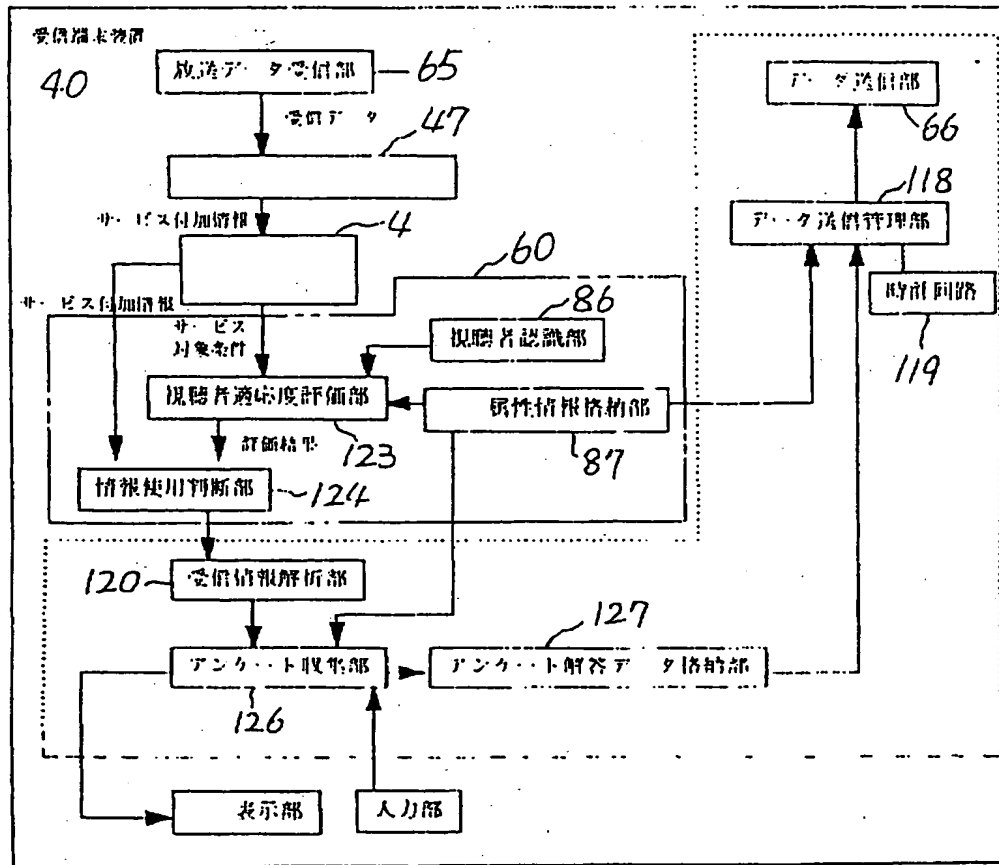 受信端末装置
40
放送データ受信部
65
受信データ
47
サービス付加情報
4
サービス付加情報
サービス
対象条件
60
視聴者認識部
86
視聴者適応度評価部
123
属性情報格納部
87
評価結果
情報使用判断部
124
120
受信情報解析部
アンケート収集部
126
127
アンケート解答データ格納部
表示部
入力部
データ送信部
66
118
データ送信管理部
時計回路
119